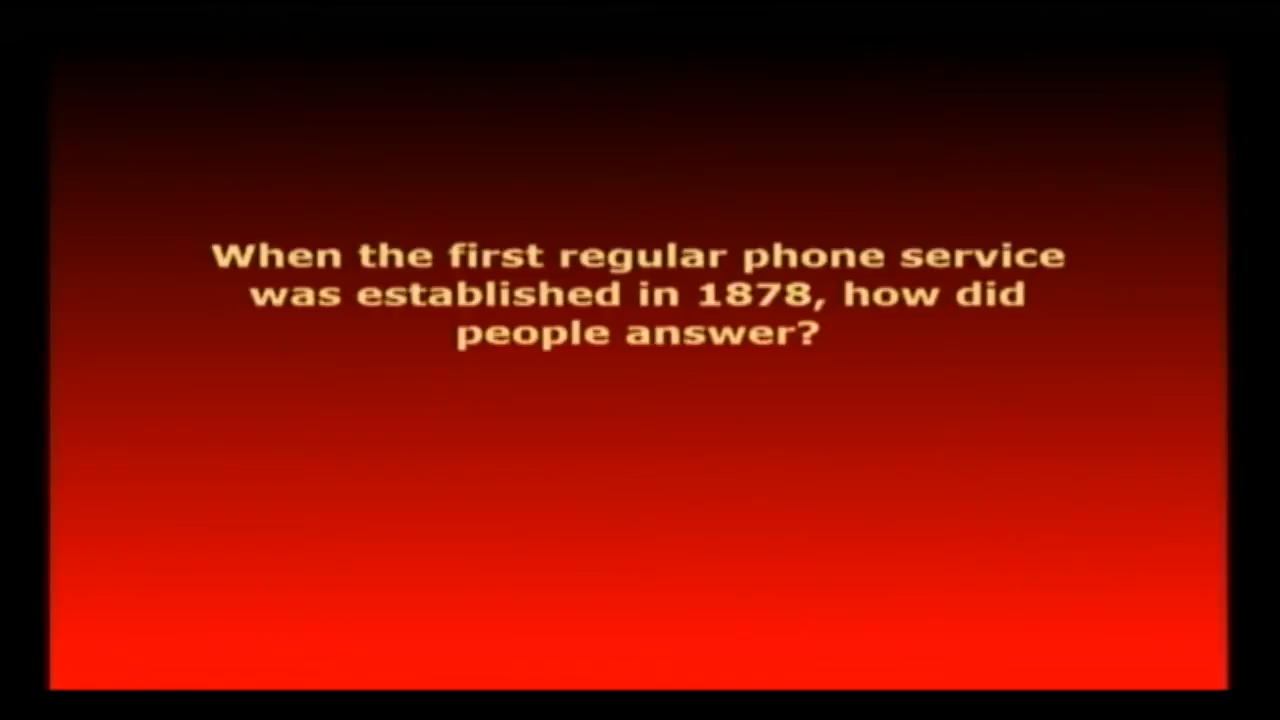 When the first regular phone service
was established in 1878, how did
people answer?